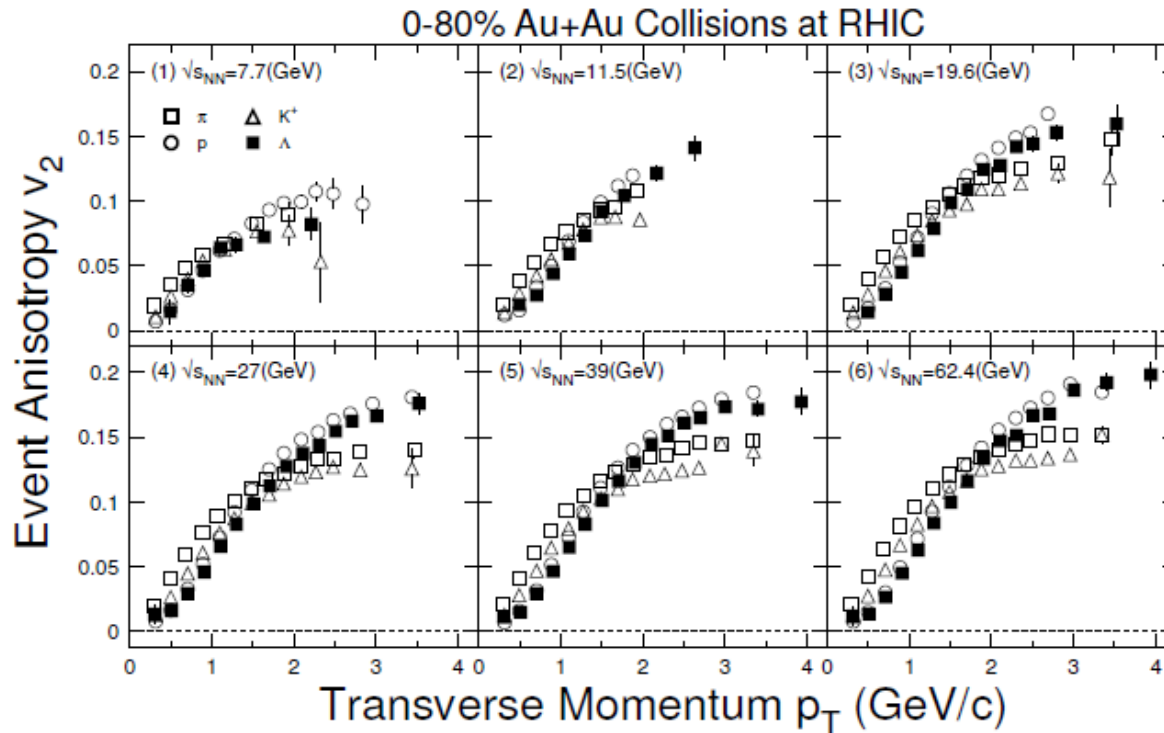 0-80% Au+Au Collisions at RHIC
Event Anisotropy v2
(1) √sNN=7.7(GeV)
(2) √sNN=11.5(GeV)
(3) √sNN=19.6(GeV)
π K+
p Λ
0.2
0.15
0.1
0.05
0
(4) √sNN=27(GeV)
(5) √sNN=39(GeV)
(6) √sNN=62.4(GeV)
0.2
0.15
0.1
0.05
0
0 1 2 3 4 0 1 2 3 4 0 1 2 3 4
Transverse Momentum pT (GeV/c)